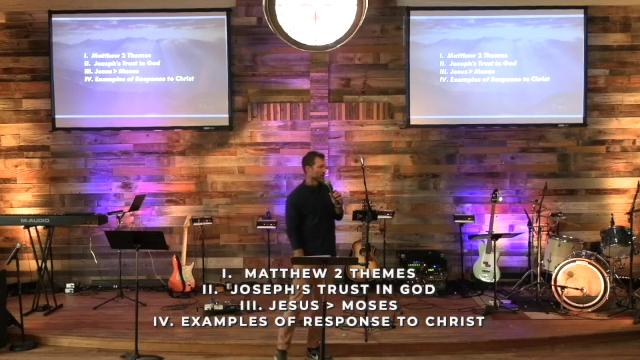 I. Matthew 2 Themes
II. Joseph's Trust in God
III. Jesus > Moses
IV. Examples of Response to Christ
I. Matthew 2 Themes
II. Joseph's Trust in God
III. Jesus > Moses
IV. Examples of Response to Christ
M-AUDIO
I. MATTHEW 2 THEMES
II. JOSEPH'S TRUST IN GOD
III. JESUS > MOSES
IV. EXAMPLES OF RESPONSE TO CHRIST